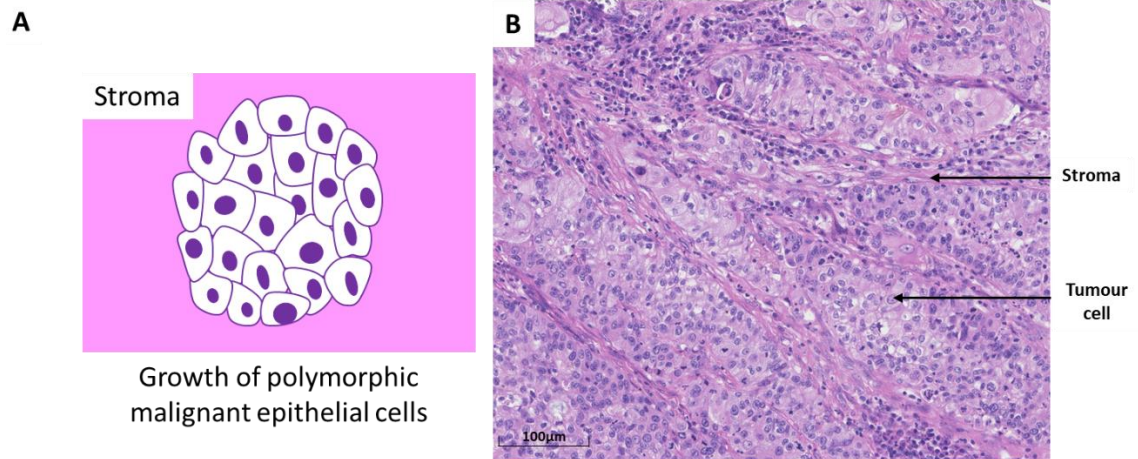 A
Stroma
Growth of polymorphic
malignant epithelial cells
B
Stroma
Tumour
cell
100μm